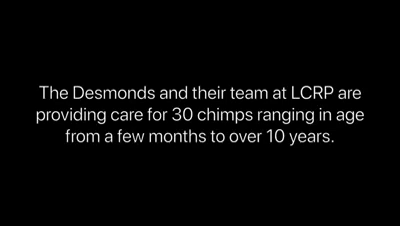 The Desmonds and their team at LCRP are
providing care for 30 chimps ranging in age
from a few months to over 10 years.